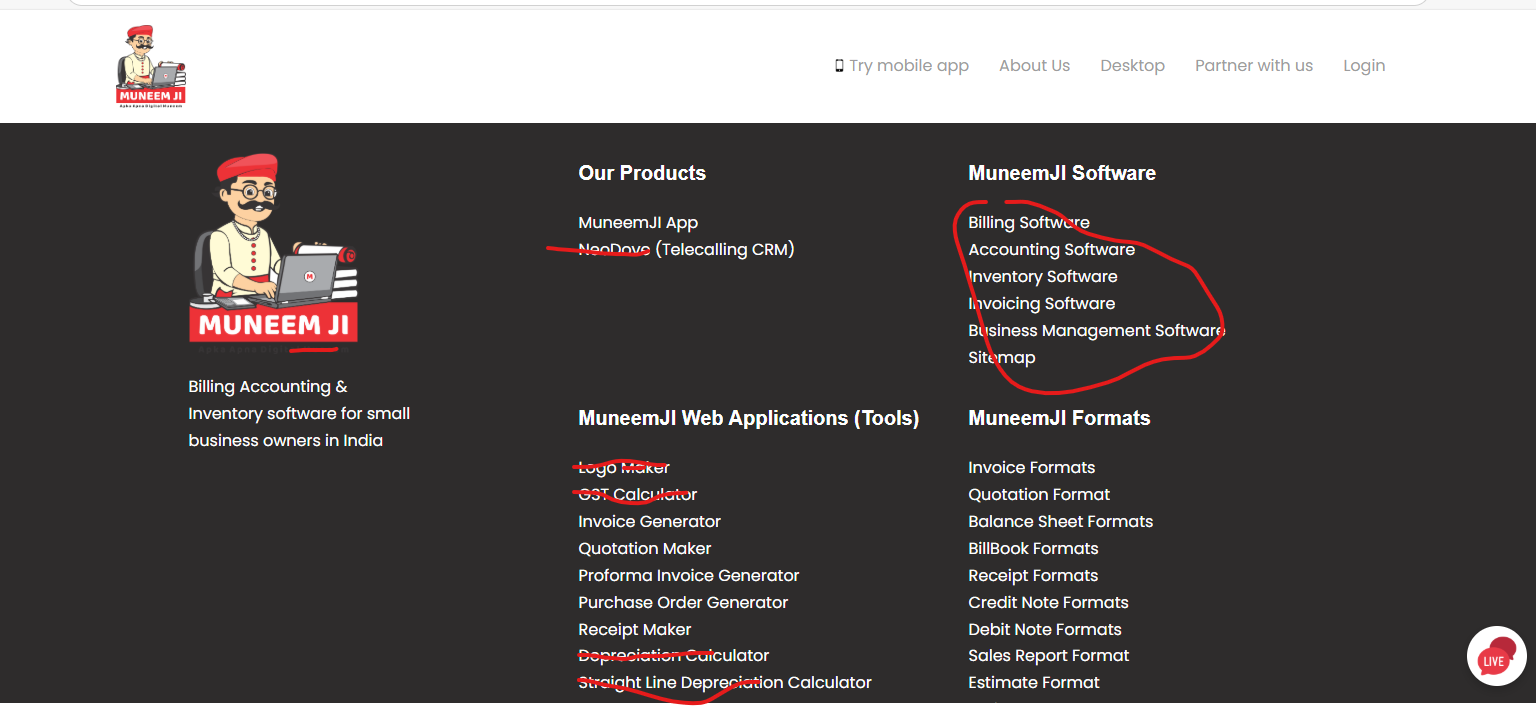 MUNEEM JI
Apka Apna Digital Muneem
Try mobile app About Us Desktop Partner with us Login
M
MUNEEM JI
Billing Accounting &
Inventory software for small
business owners in India
Our Products
MuneemJI App
NeoDove (Telecalling CRM)
MuneemJI Software
Billing Software
Accounting Software
Inventory Software
Invoicing Software
Business Management Software
Sitemap
MuneemJI Web Applications (Tools)
Logo Maker
GST Calculator
Invoice Generator
Quotation Maker
Proforma Invoice Generator
Purchase Order Generator
Receipt Maker
Depreciation Calculator
Straight Line Depreciation Calculator
MuneemJI Formats
Invoice Formats
Quotation Format
Balance Sheet Formats
BillBook Formats
Receipt Formats
Credit Note Formats
Debit Note Formats
Sales Report Format
Estimate Format
LIVE